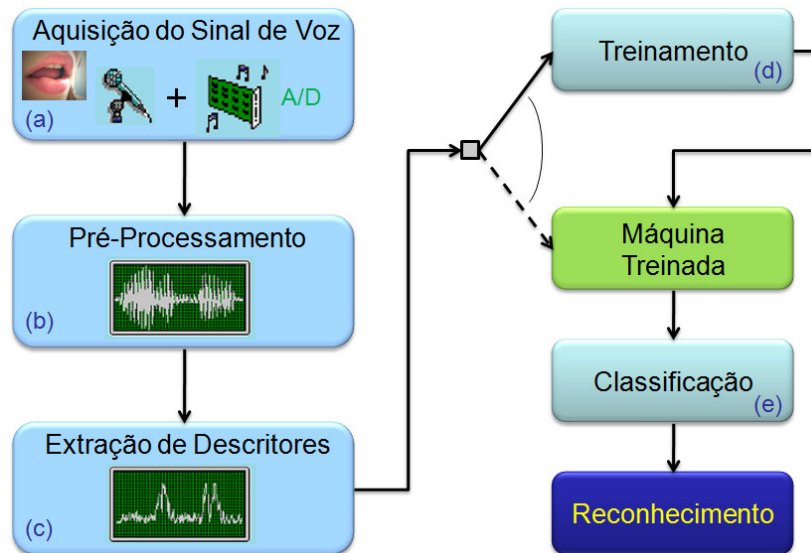 Aquisição do Sinal de Voz
+
A/D
(a)
Pré-Processamento
(b)
Extração de Descritores
(c)
Treinamento
(d)
Máquina
Treinada
Classificação
(e)
Reconhecimento